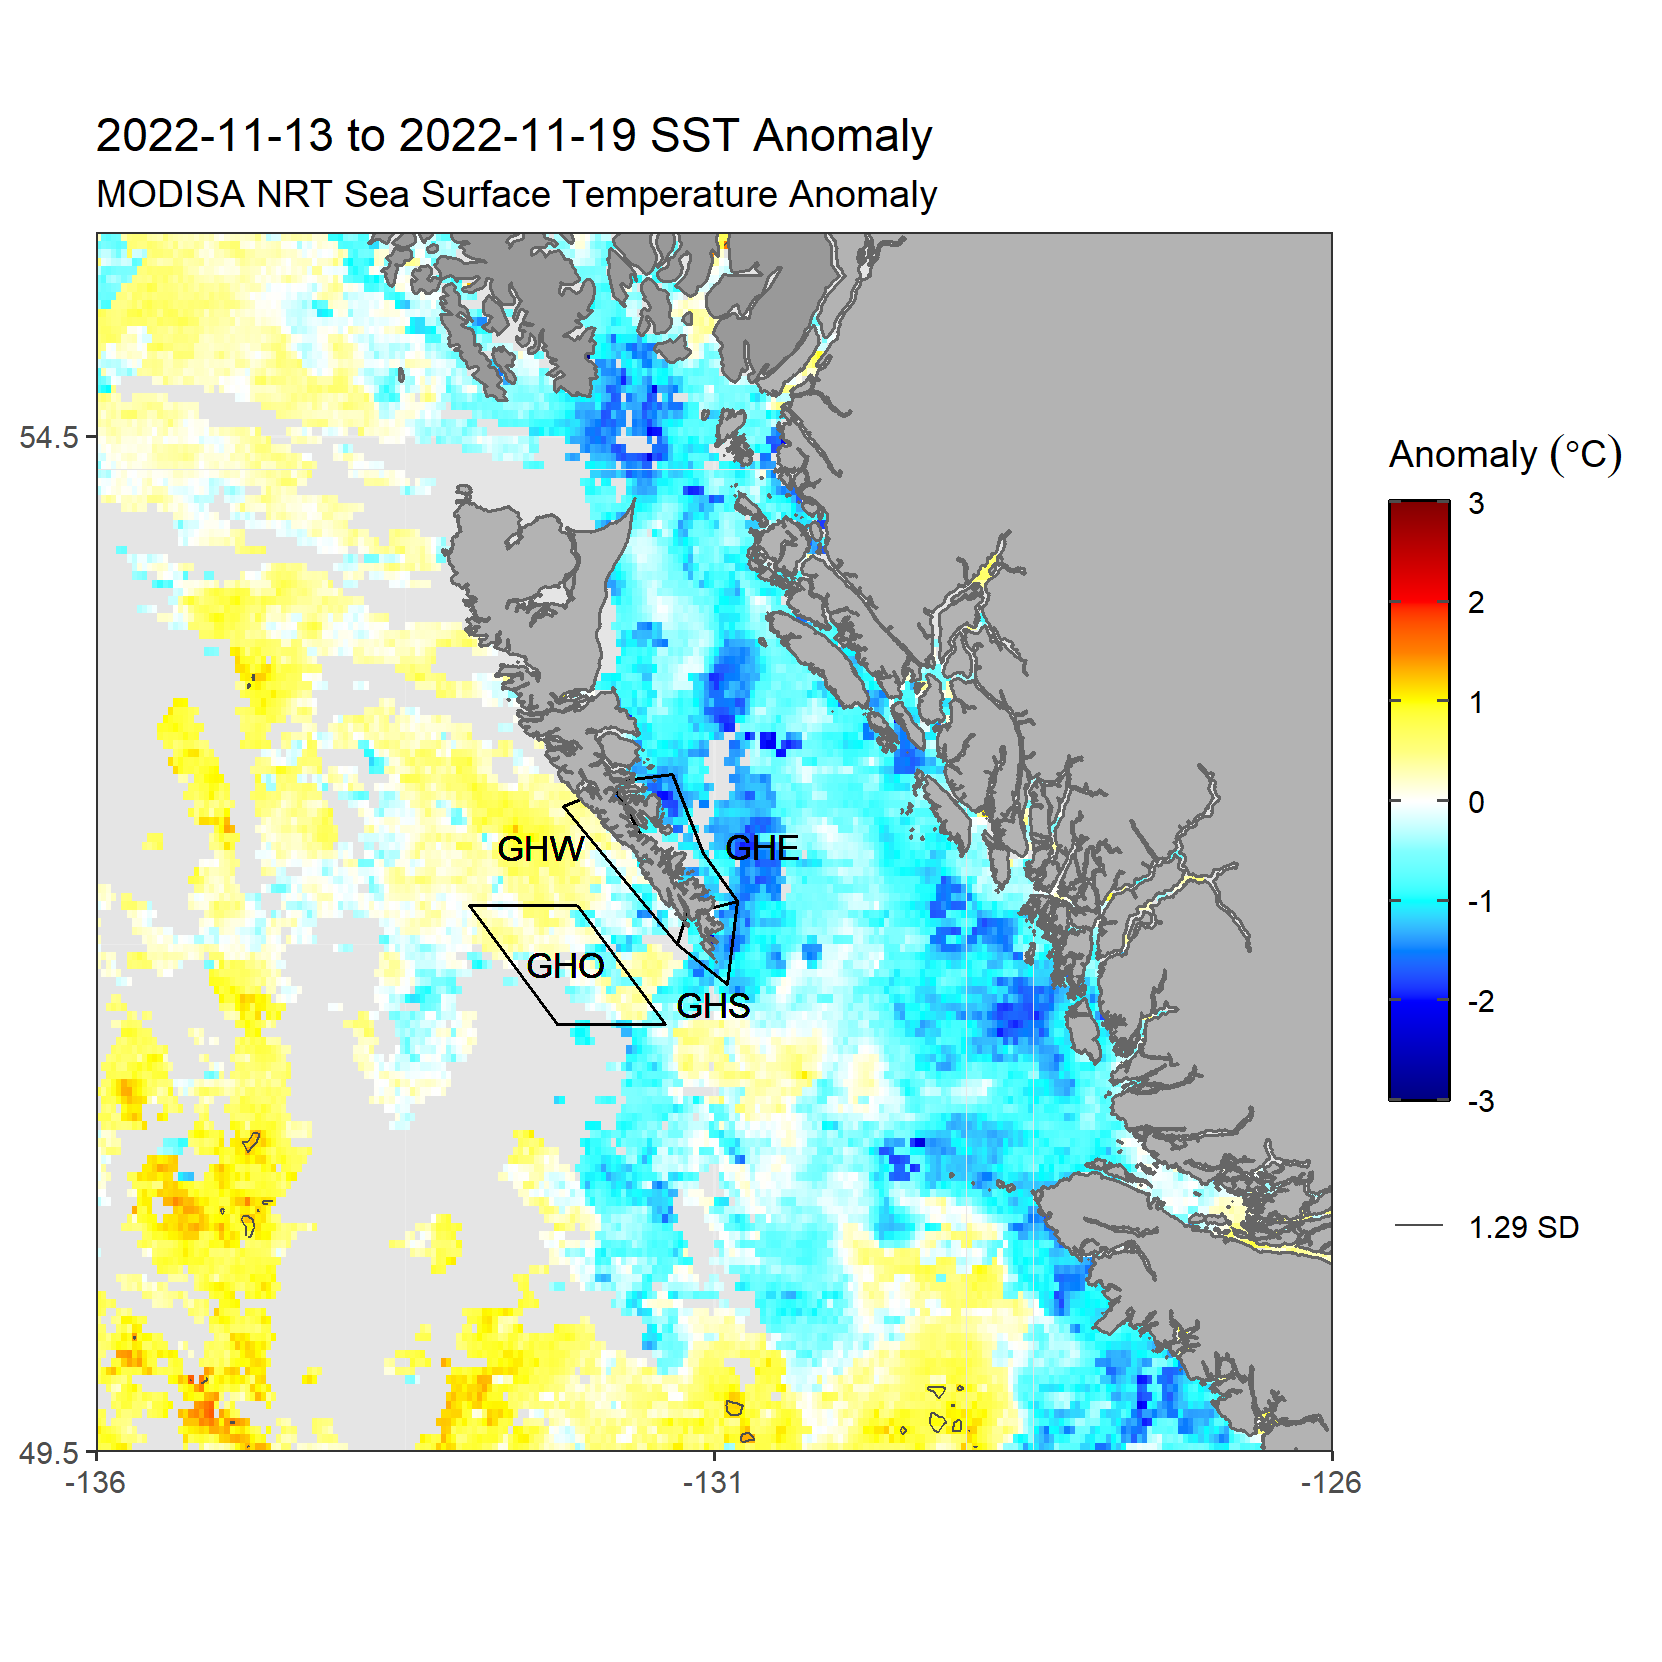 2022-11-13 to 2022-11-19 SST Anomaly
MODISA NRT Sea Surface Temperature Anomaly
54.5
49.5
-136
-131
-126
GHW
GHE
GHO
GHS
Anomaly (°C)
3
2
1
0
-1
-2
-3
1.29 SD